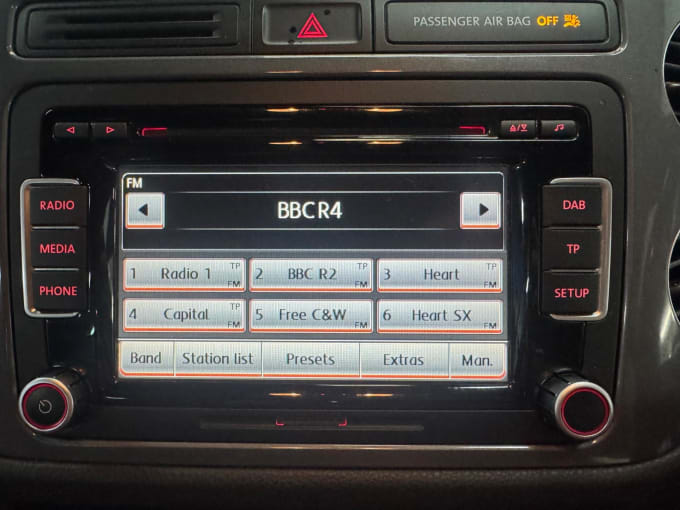 PASSENGER AIR BAG OFF
RADIO
MEDIA
PHONE
FM
BBC R4
1 Radio 1 TP FM
2 BBC R2 TP FM
3 Heart TP FM
4 Capital TP FM
5 Free C&W FM
6 Heart SX FM
Band Station list Presets Extras Man.
DAB
TP
SETUP